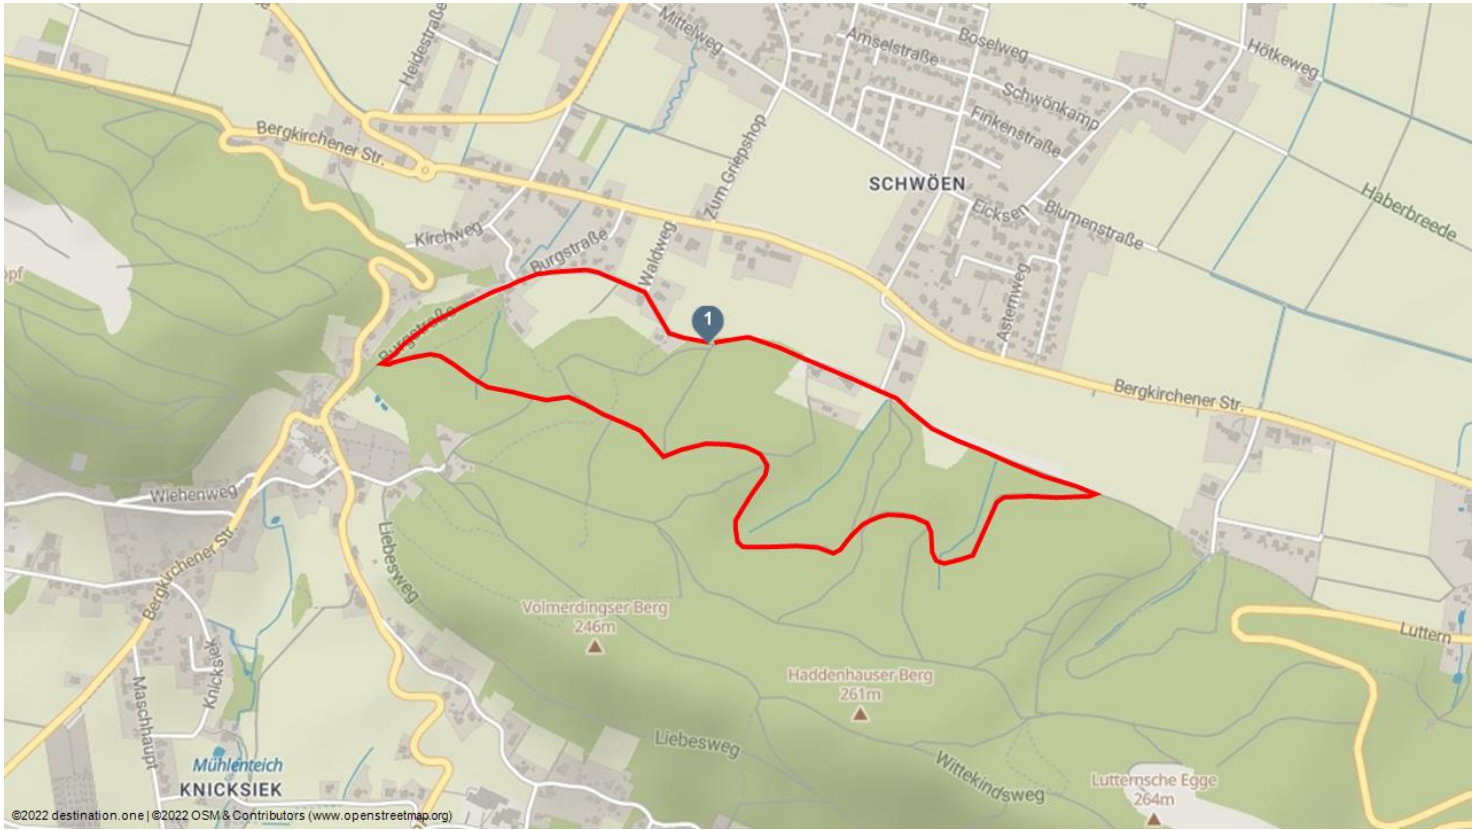 Heidestraße
Mittelweg
Amselstraße
Boselweg
Hötkeweg
Schwönkamp
Finkenstraße
Bergkirchener Str.
Zum Griepshop
SCHWÖEN
Eicksen
Blumenstraße
Haberbreede
Kirchweg
Burgstraße
Waldweg
Asternweg
1
Burgstraße
Bergkirchener Str.
Wiehenweg
Liebesweg
Bergkirchener Str.
Volmerdingser Berg
246m
Luttern
Knicksiek
Haddenhauser Berg
261m
Maschhaupt
Liebesweg
Mühlenteich
KNICKSIEK
Wittekindsweg
Lutternsche Egge
264m
©2022 destination.one | ©2022 OSM & Contributors (www.openstreetmap.org)